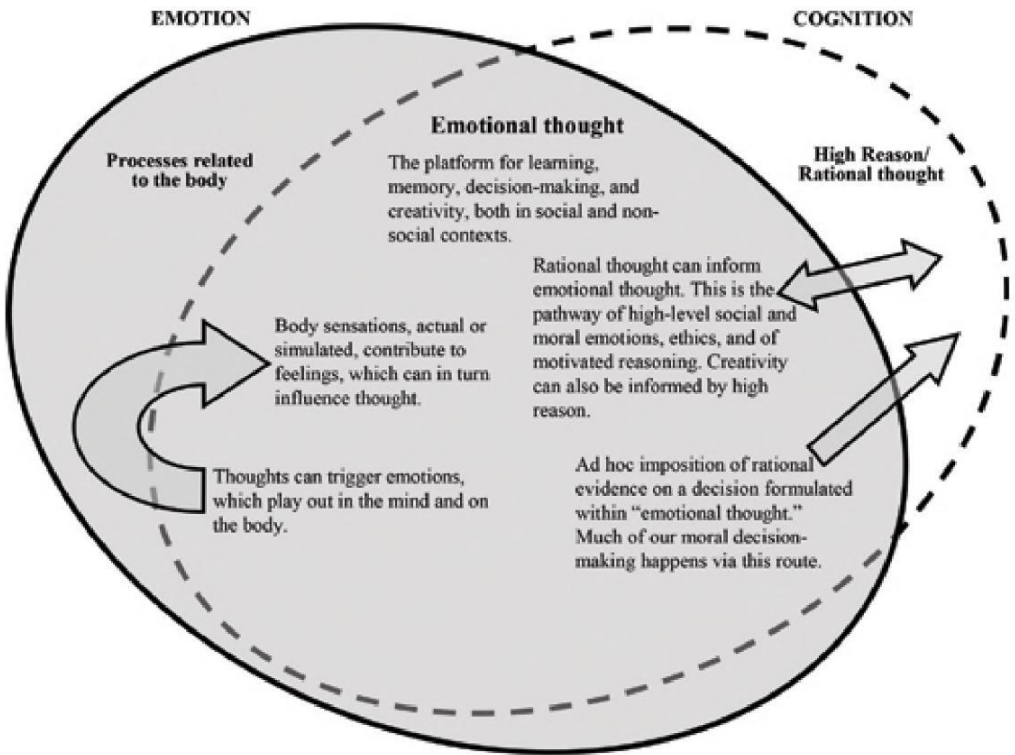 EMOTION
COGNITION
Emotional thought
The platform for learning,
memory, decision-making, and
creativity, both in social and non-
social contexts.
Processes related
to the body
High Reason/
Rational thought
Rational thought can inform
emotional thought. This is the
pathway of high-level social and
moral emotions, ethics, and of
motivated reasoning. Creativity
can also be informed by high
reason.
Body sensations, actual or
simulated, contribute to
feelings, which can in turn
influence thought.
Thoughts can trigger emotions,
which play out in the mind and on
the body.
Ad hoc imposition of rational
evidence on a decision formulated
within “emotional thought.”
Much of our moral decision-
making happens via this route.